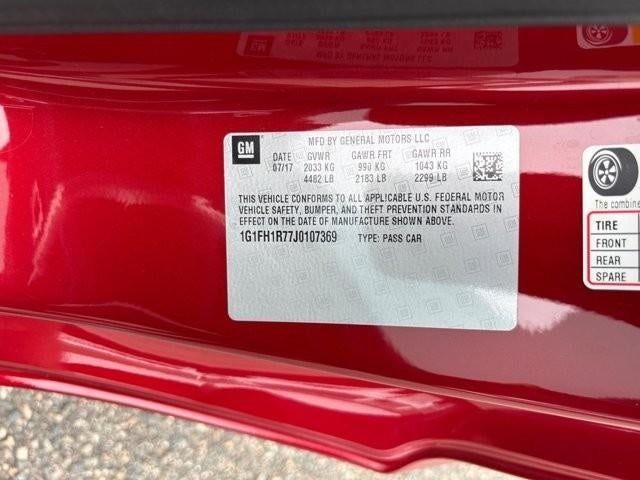 GM
MFD BY GENERAL MOTORS LLC
DATE GVWR GAWR FRT GAWR RR
07/17 2033 KG 990 KG 1043 KG
4482 LB 2183 LB 2299 LB
THIS VEHICLE CONFORMS TO ALL APPLICABLE U.S. FEDERAL MOTOR
VEHICLE SAFETY, BUMPER, AND THEFT PREVENTION STANDARDS IN
EFFECT ON THE DATE OF MANUFACTURE SHOWN ABOVE.
1G1FH1R77J0107369 TYPE: PASS CAR
The combine
TIRE
FRONT
REAR
SPARE